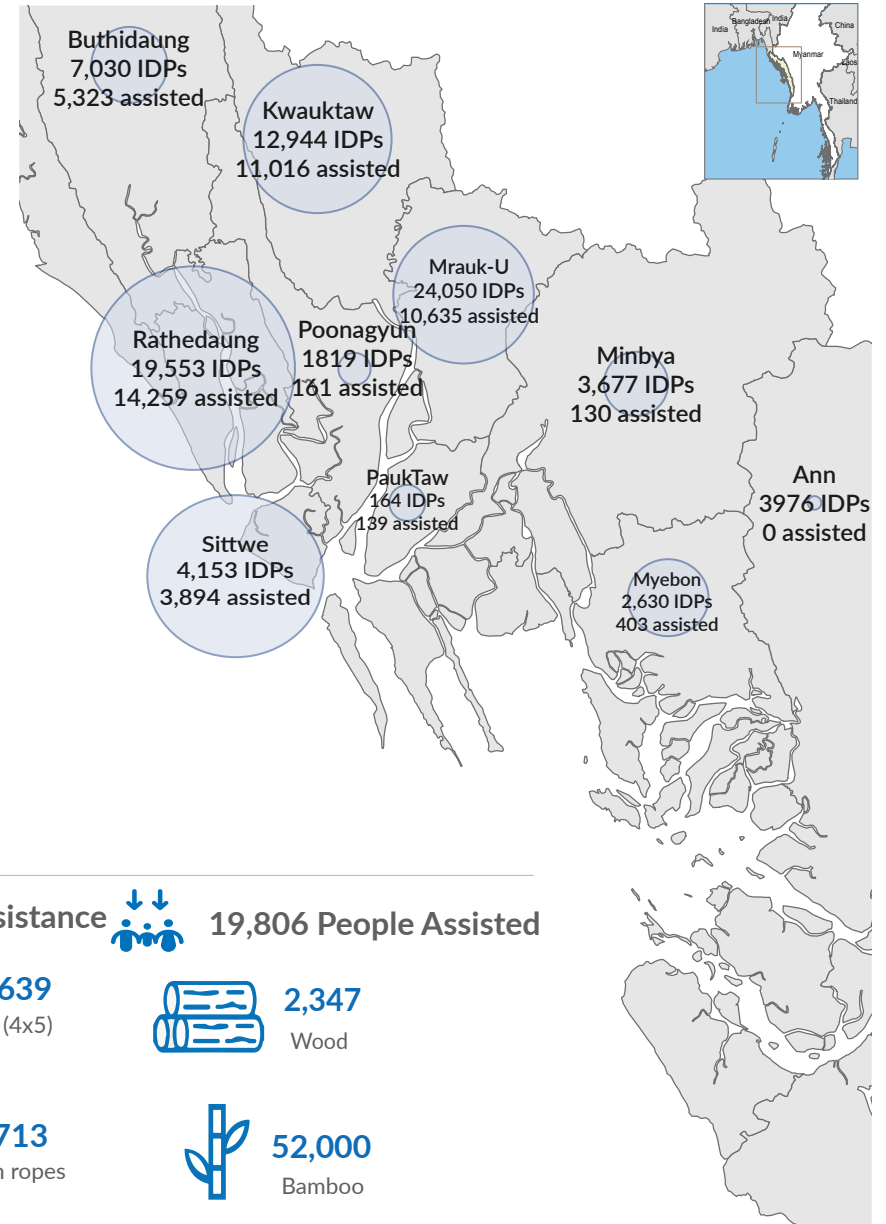 Buthidaung
7,030 IDPs
5,323 assisted
Kwauktaw
12,944 IDPs
11,016 assisted
India
Bangladesh
India
China
Myanmar
Laos
Thailand
Mrauk-U
24,050 IDPs
10,635 assisted
Rathedaung
19,553 IDPs
14,259 assisted
Poonagyun
1819 IDPs
161 assisted
Minbya
3,677 IDPs
130 assisted
PaukTaw
164 IDPs
139 assisted
Ann
3976 IDPs
0 assisted
Sittwe
4,153 IDPs
3,894 assisted
Myebon
2,630 IDPs
403 assisted
sistance
19,806 People Assisted
639
(4x5)
2,347
Wood
713
ropes
52,000
Bamboo